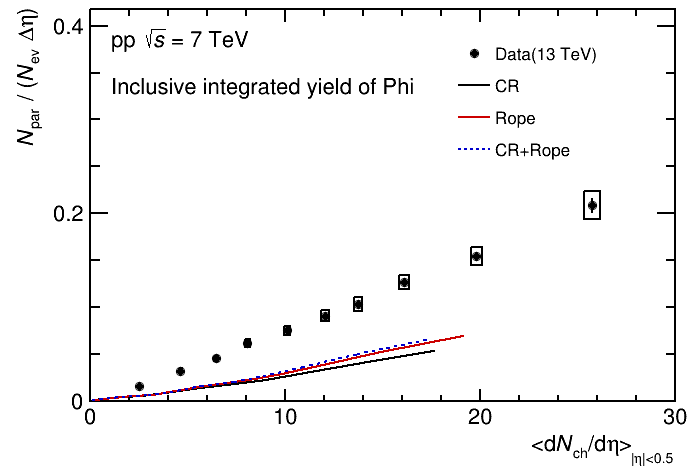 0.4
pp √s = 7 TeV
Inclusive integrated yield of Phi
Data(13 TeV)
CR
Rope
CR+Rope
N_par / (N_ev Δη)
0.2
0
0 10 20 30
<dN_ch/dη>_|η|<0.5